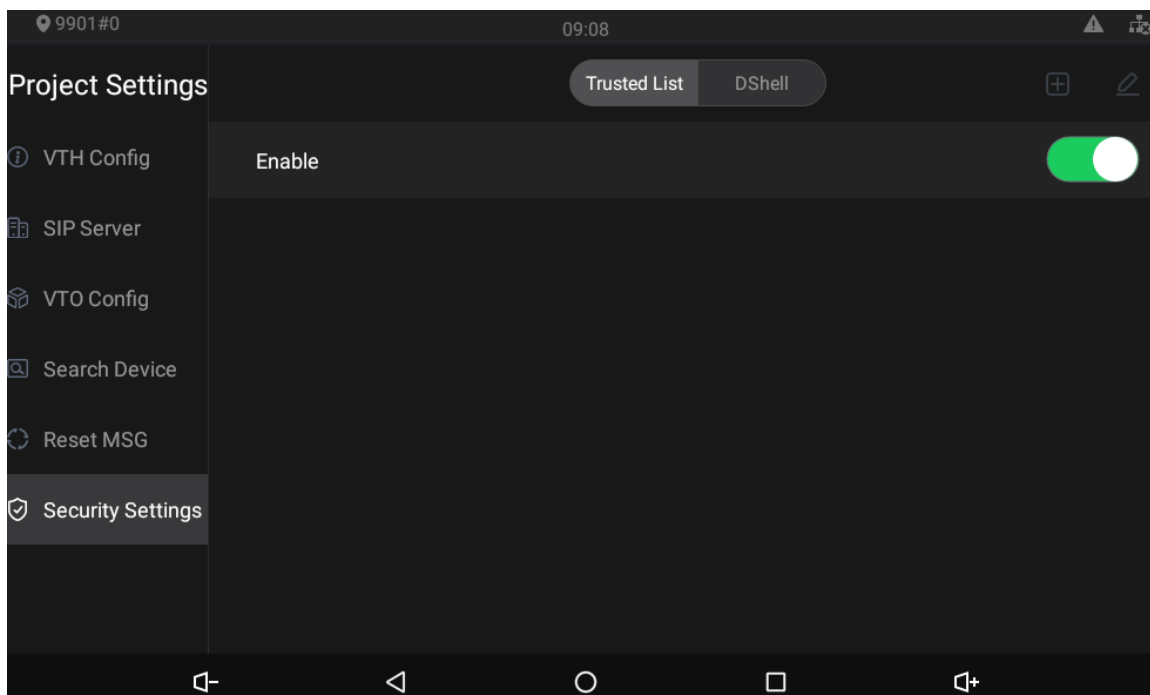 9901#0 09:08
Project Settings Trusted List DShell
VTH Config
Enable
SIP Server
VTO Config
Search Device
Reset MSG
Security Settings